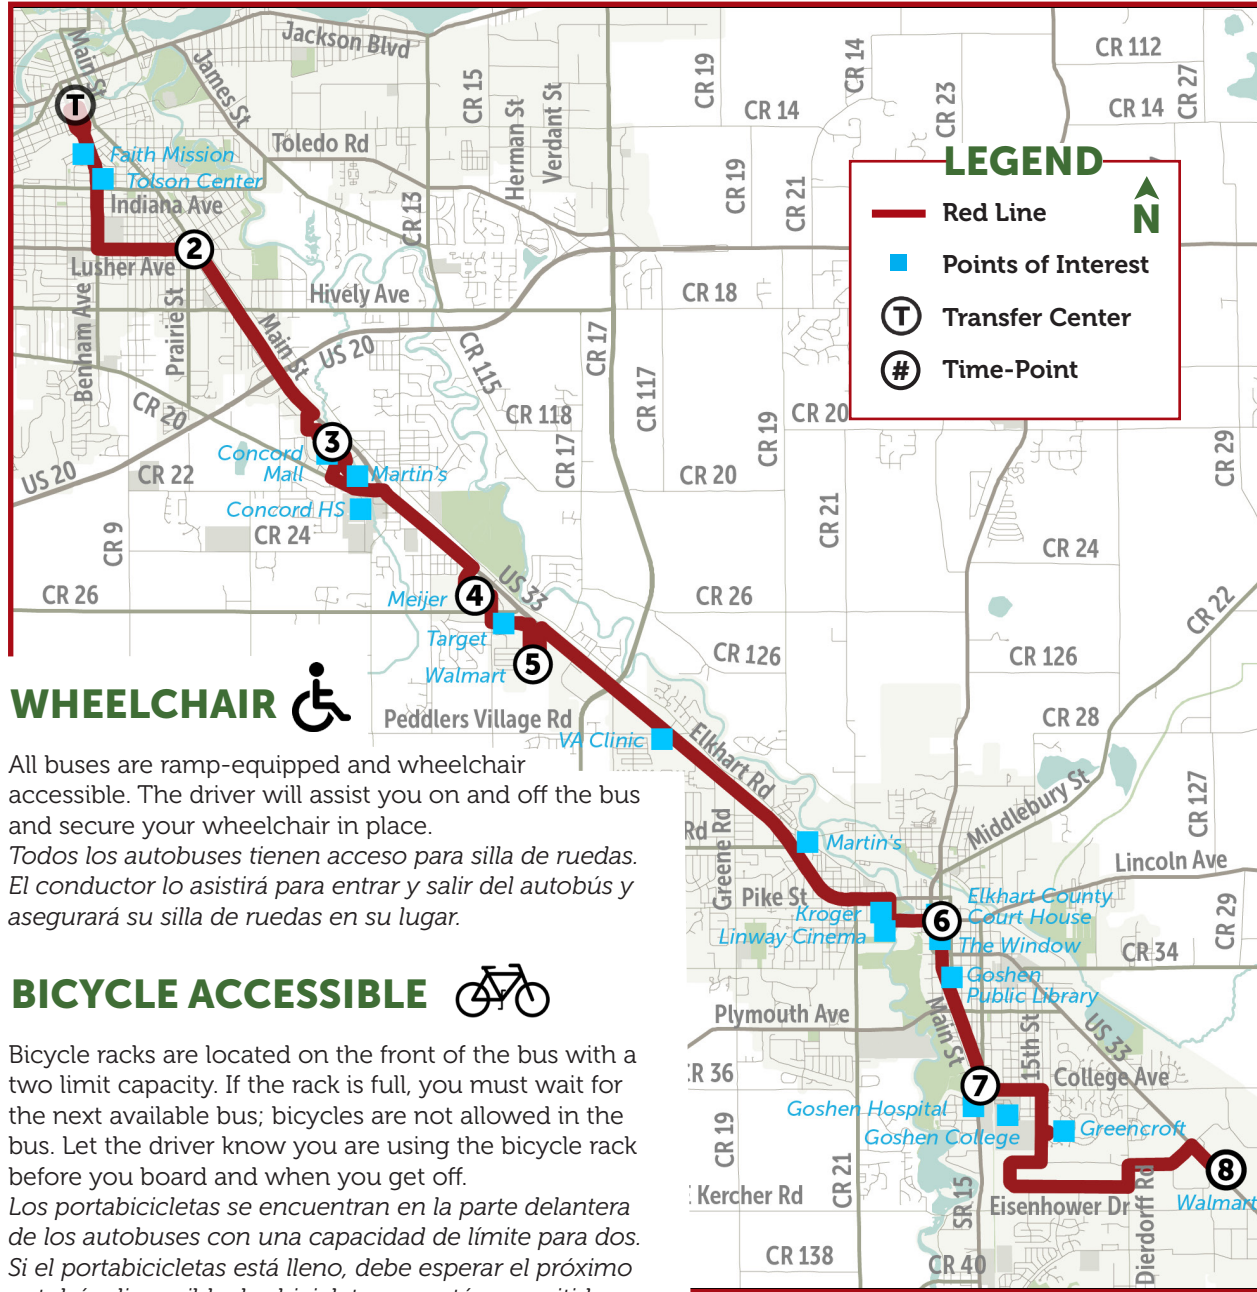 Main St
Jackson Blvd
James St
CR 15
CR 19
CR 14
CR 112
CR 27
CR 14
CR 14
CR 23
Herman St
Verdant St
T
Toledo Rd
Faith Mission
Tolson Center
Indiana Ave
CR 13
CR 19
CR 21
LEGEND
N
Red Line
Points of Interest
T Transfer Center
# Time-Point
2
Lusher Ave
Hively Ave
CR 18
Benham Ave
Prairie St
Main St
US 20
CR 115
CR 17
CR 117
CR 20
CR 118
CR 19
CR 20
CR 29
3
Concord
Mall
Martin's
US 20
CR 22
CR 17
CR 20
Concord HS
CR 9
CR 24
CR 21
CR 24
US 33
CR 26
Meijer
4
CR 26
CR 22
Target
Walmart
5
CR 126
CR 126
Peddlers Village Rd
VA Clinic
CR 28
Elkhart Rd
WHEELCHAIR
All buses are ramp-equipped and wheelchair
accessible. The driver will assist you on and off the bus
and secure your wheelchair in place.
Todos los autobuses tienen acceso para silla de ruedas.
El conductor lo asistirá para entrar y salir del autobús y
asegurará su silla de ruedas en su lugar.
Middlebury St
CR 127
Rd
Greene Rd
Martin's
Lincoln Ave
Pike St
Kroger
Linway Cinema
6
Elkhart County
Court House
The Window
CR 29
CR 34
Goshen
Public Library
Plymouth Ave
Main St
15th St
US 33
R 36
College Ave
7
Goshen Hospital
Goshen College
Greencroft
CR 19
CR 21
8
Walmart
Kercher Rd
SR 15
Eisenhower Dr
Dierdorff Rd
CR 138
CR 40
BICYCLE ACCESSIBLE
Bicycle racks are located on the front of the bus with a
two limit capacity. If the rack is full, you must wait for
the next available bus; bicycles are not allowed in the
bus. Let the driver know you are using the bicycle rack
before you board and when you get off.
Los portabicicletas se encuentran en la parte delantera
de los autobuses con una capacidad de límite para dos.
Si el portabicicletas está lleno, debe esperar el próximo